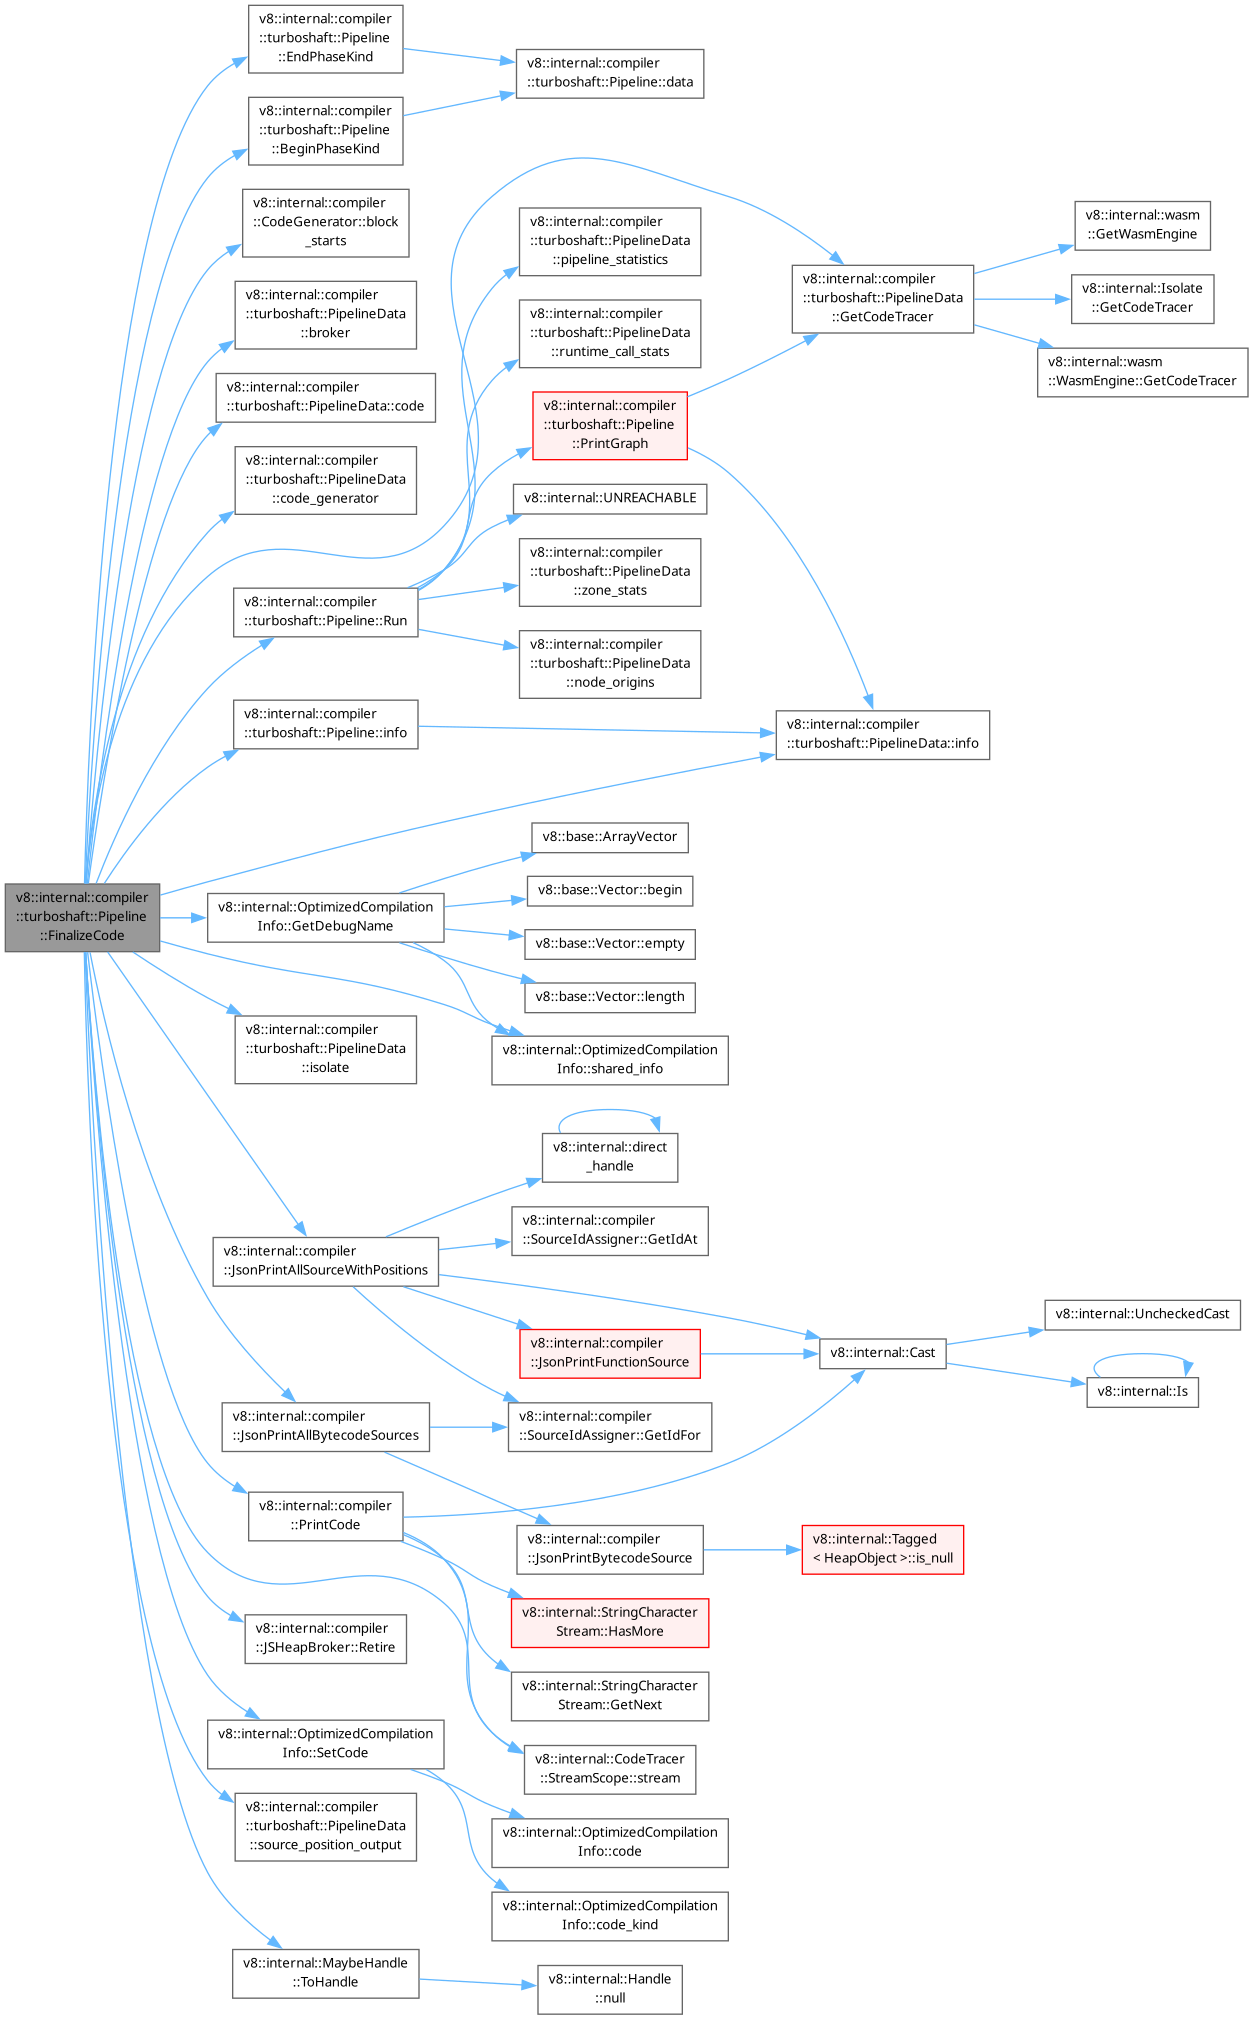 v8::internal::compiler
::turboshaft::Pipeline
::EndPhaseKind
v8::internal::compiler
::turboshaft::Pipeline::data
v8::internal::compiler
::turboshaft::Pipeline
::BeginPhaseKind
v8::internal::compiler
::CodeGenerator::block
_starts
v8::internal::compiler
::turboshaft::PipelineData
::pipeline_statistics
v8::internal::wasm
::GetWasmEngine
v8::internal::compiler
::turboshaft::PipelineData
::GetCodeTracer
v8::internal::Isolate
::GetCodeTracer
v8::internal::compiler
::turboshaft::PipelineData
::broker
v8::internal::compiler
::turboshaft::PipelineData
::runtime_call_stats
v8::internal::wasm
::WasmEngine::GetCodeTracer
v8::internal::compiler
::turboshaft::PipelineData::code
v8::internal::compiler
::turboshaft::Pipeline
::PrintGraph
v8::internal::compiler
::turboshaft::PipelineData
::code_generator
v8::internal::UNREACHABLE
v8::internal::compiler
::turboshaft::PipelineData
::zone_stats
v8::internal::compiler
::turboshaft::Pipeline::Run
v8::internal::compiler
::turboshaft::PipelineData
::node_origins
v8::internal::compiler
::turboshaft::Pipeline::info
v8::internal::compiler
::turboshaft::PipelineData::info
v8::base::ArrayVector
v8::internal::compiler
::turboshaft::Pipeline
::FinalizeCode
v8::internal::OptimizedCompilation
Info::GetDebugName
v8::base::Vector::begin
v8::base::Vector::empty
v8::base::Vector::length
v8::internal::compiler
::turboshaft::PipelineData
::isolate
v8::internal::OptimizedCompilation
Info::shared_info
v8::internal::direct
_handle
v8::internal::compiler
::SourceIdAssigner::GetIdAt
v8::internal::compiler
::JsonPrintAllSourceWithPositions
v8::internal::compiler
::JsonPrintFunctionSource
v8::internal::Cast
v8::internal::UncheckedCast
v8::internal::Is
v8::internal::compiler
::JsonPrintAllBytecodeSources
v8::internal::compiler
::SourceIdAssigner::GetIdFor
v8::internal::compiler
::PrintCode
v8::internal::compiler
::JsonPrintBytecodeSource
v8::internal::Tagged
< HeapObject >::is_null
v8::internal::StringCharacter
Stream::HasMore
v8::internal::compiler
::JSHeapBroker::Retire
v8::internal::StringCharacter
Stream::GetNext
v8::internal::OptimizedCompilation
Info::SetCode
v8::internal::CodeTracer
::StreamScope::stream
v8::internal::compiler
::turboshaft::PipelineData
::source_position_output
v8::internal::OptimizedCompilation
Info::code
v8::internal::OptimizedCompilation
Info::code_kind
v8::internal::MaybeHandle
::ToHandle
v8::internal::Handle
::null